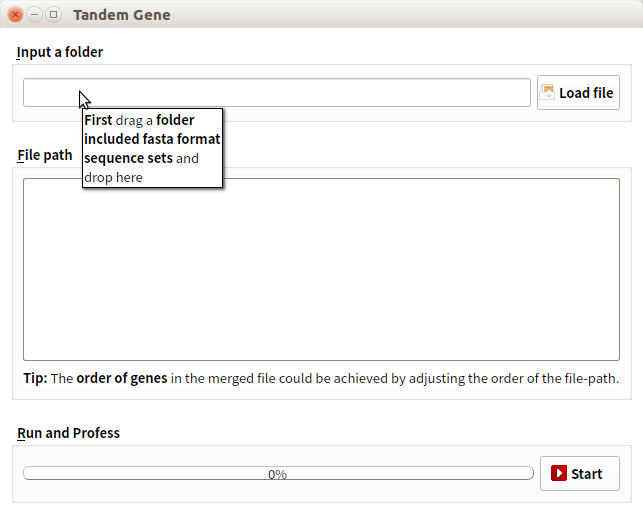 Tandem Gene
Input a folder
Load file
First drag a folder
included fasta format
sequence sets and
drop here
File path
Tip: The order of genes in the merged file could be achieved by adjusting the order of the file-path.
Run and Profess
0%
Start